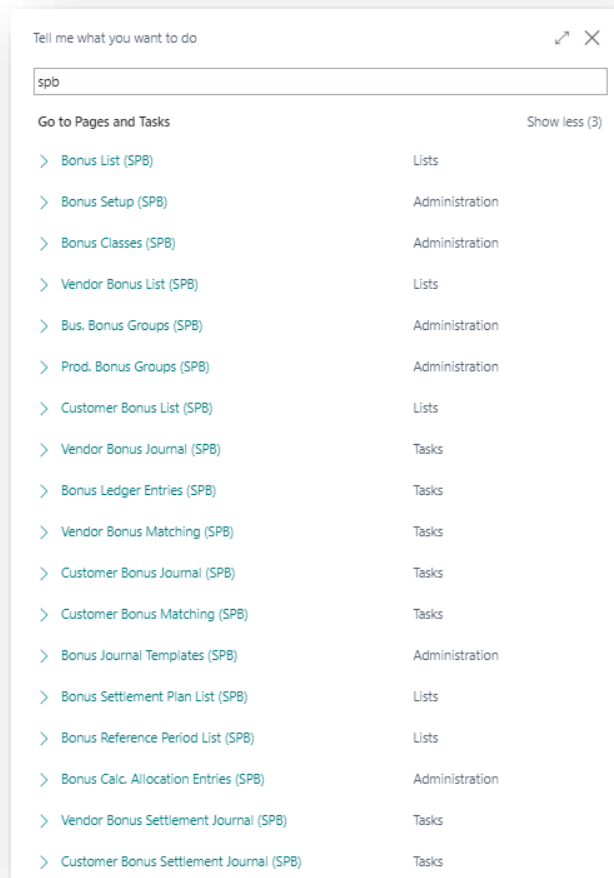 Tell me what you want to do
spb
Go to Pages and Tasks Show less (3)
Bonus List (SPB) Lists
Bonus Setup (SPB) Administration
Bonus Classes (SPB) Administration
Vendor Bonus List (SPB) Lists
Bus. Bonus Groups (SPB) Administration
Prod. Bonus Groups (SPB) Administration
Customer Bonus List (SPB) Lists
Vendor Bonus Journal (SPB) Tasks
Bonus Ledger Entries (SPB) Tasks
Vendor Bonus Matching (SPB) Tasks
Customer Bonus Journal (SPB) Tasks
Customer Bonus Matching (SPB) Tasks
Bonus Journal Templates (SPB) Administration
Bonus Settlement Plan List (SPB) Lists
Bonus Reference Period List (SPB) Lists
Bonus Calc. Allocation Entries (SPB) Administration
Vendor Bonus Settlement Journal (SPB) Tasks
Customer Bonus Settlement Journal (SPB) Tasks